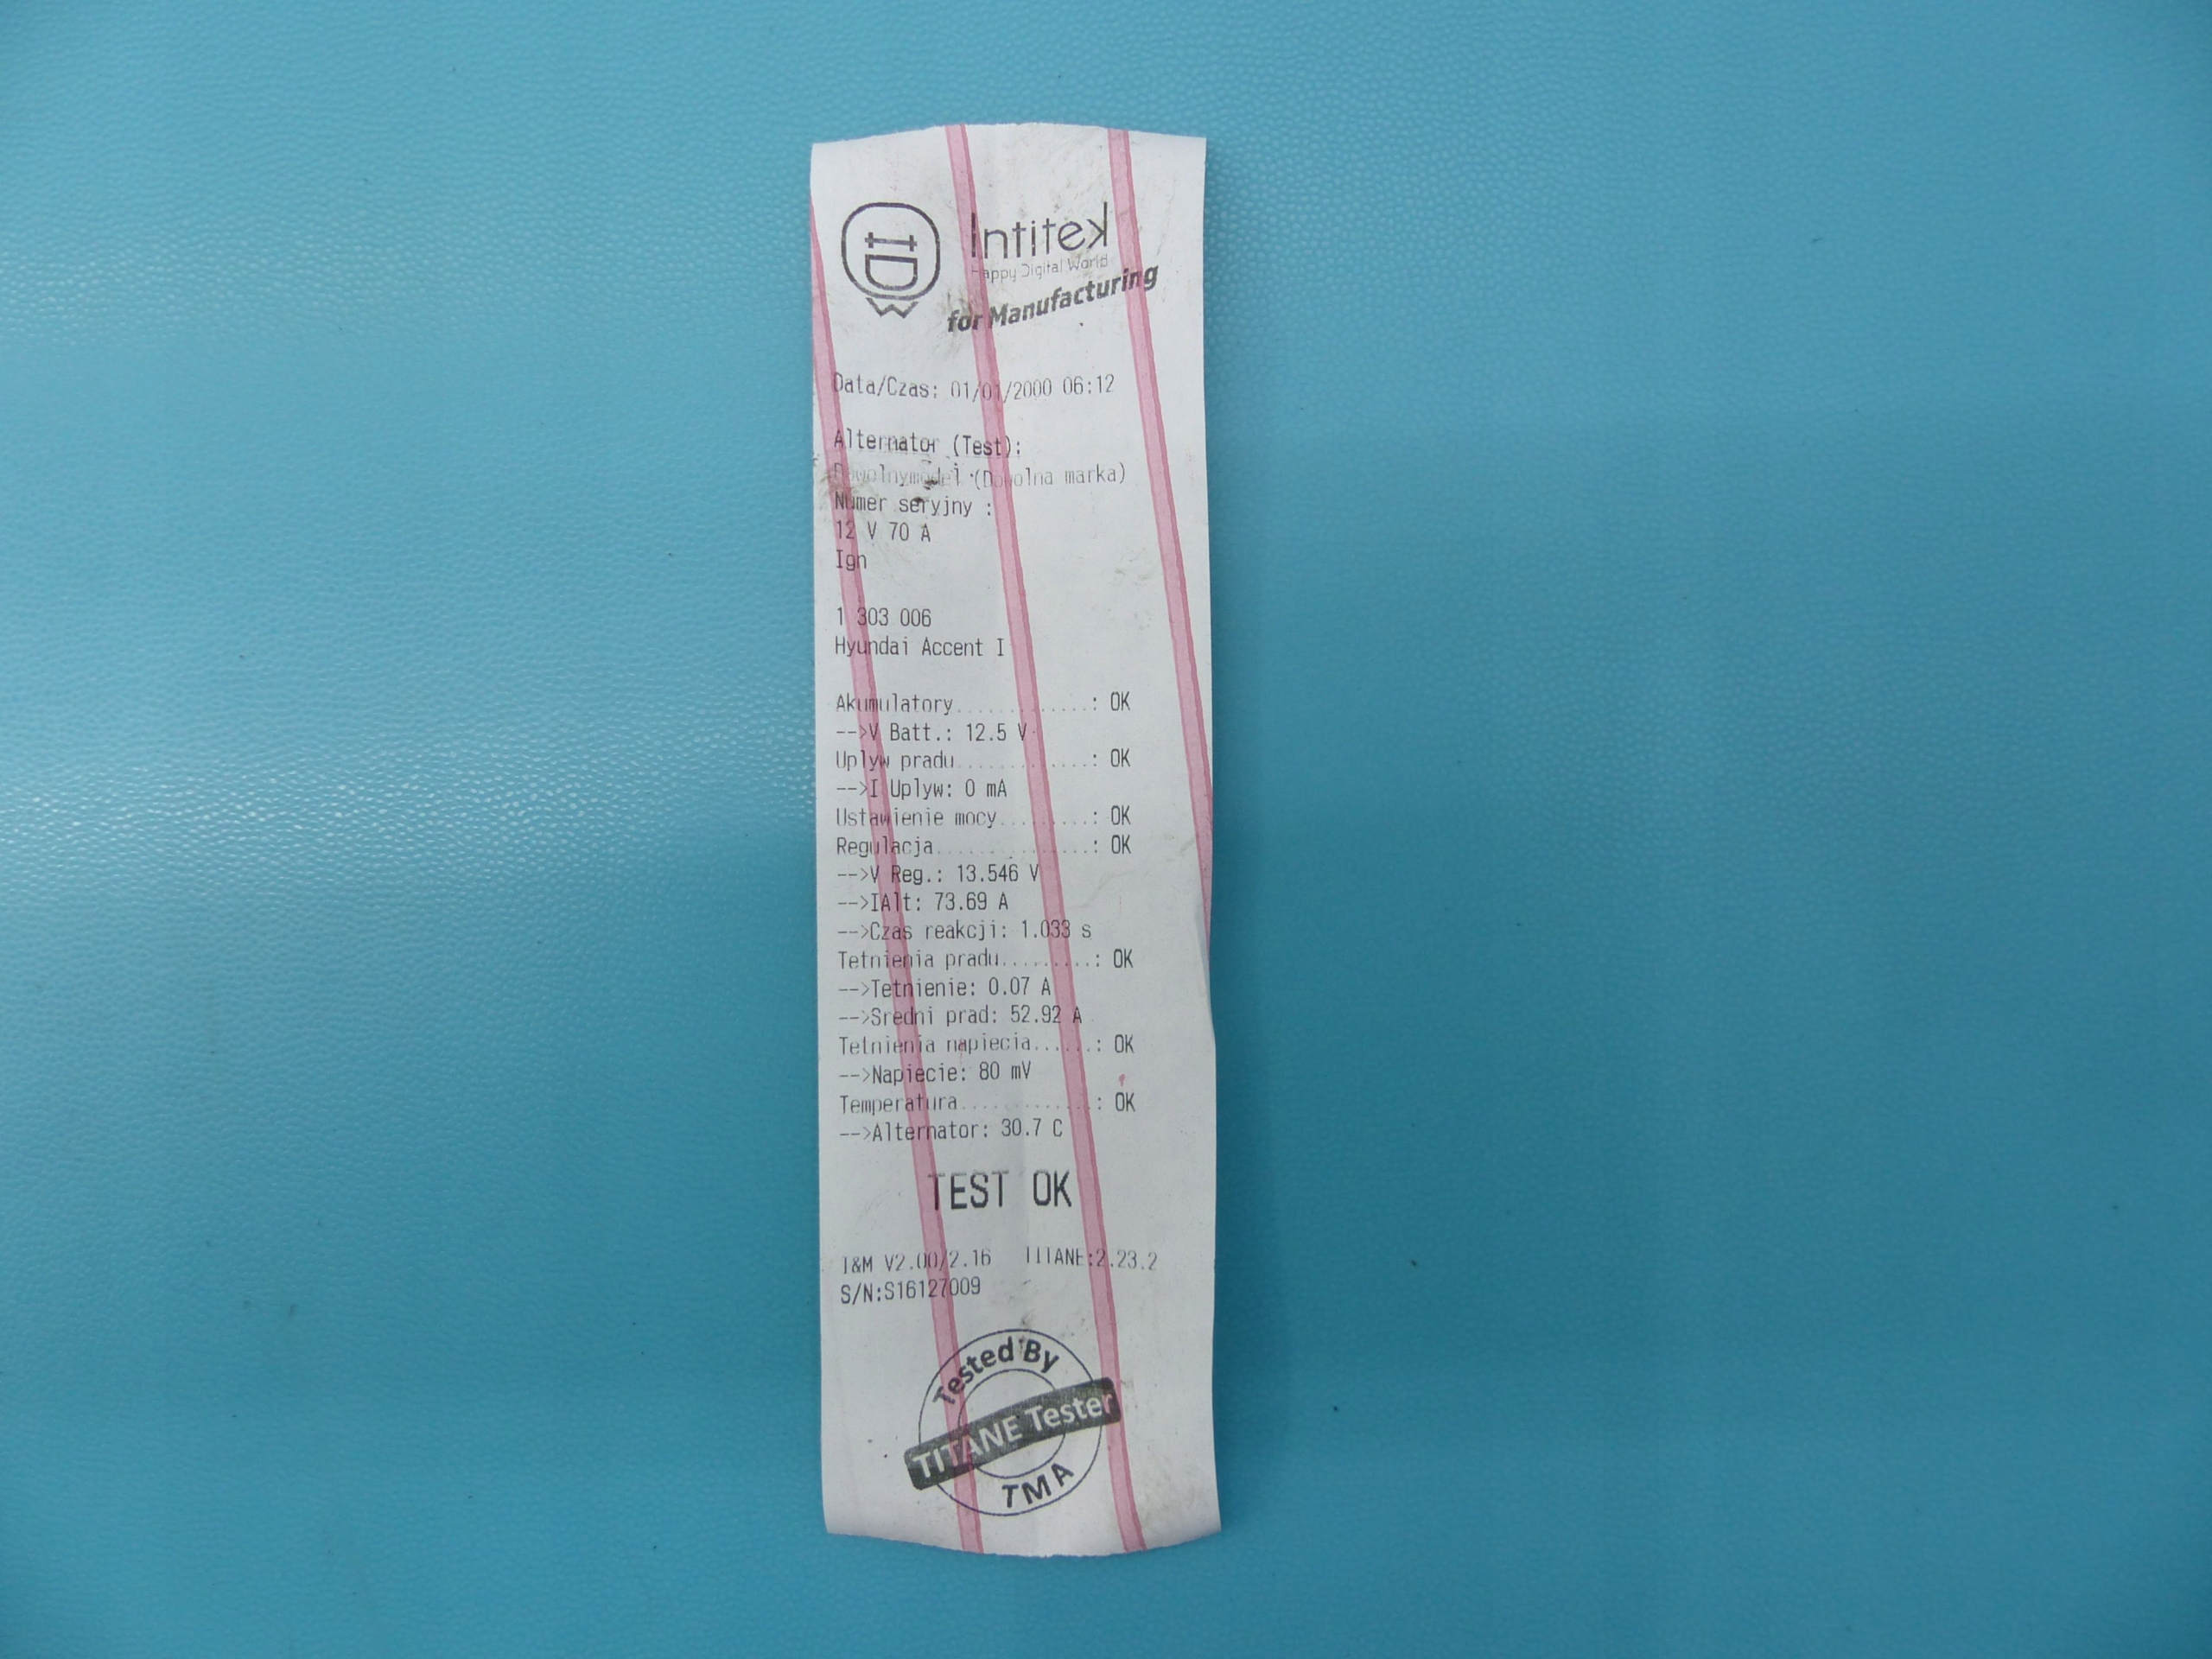 Intitek
Happy Digital World
for Manufacturing
Data/Czas: 01/01/2000 06:12
Alternator (Test):
Dowolnymodel (Dowolna marka)
Numer seryjny :
12 V 70 A
Ign
1 303 006
Hyundai Accent I
Akumulatory.............: OK
-->V Batt.: 12.5 V
Uplyw pradu.............: OK
-->I Uplyw: 0 mA
Ustawienie mocy.........: OK
Regulacja...............: OK
-->V Reg.: 13.546 V
-->IAlt: 73.69 A
-->Czas reakcji: 1.033 s
Tetnienia pradu.........: OK
-->Tetnienie: 0.07 A
-->Sredni prad: 52.92 A
Tetnienia napiecia......: OK
-->Napiecie: 80 mV
Temperatura.............: OK
-->Alternator: 30.7 C
TEST OK
I&M V2.00/2.16 TITANE:2.23.2
S/N:S16127009
Tested By
TITANE Tester
TMA